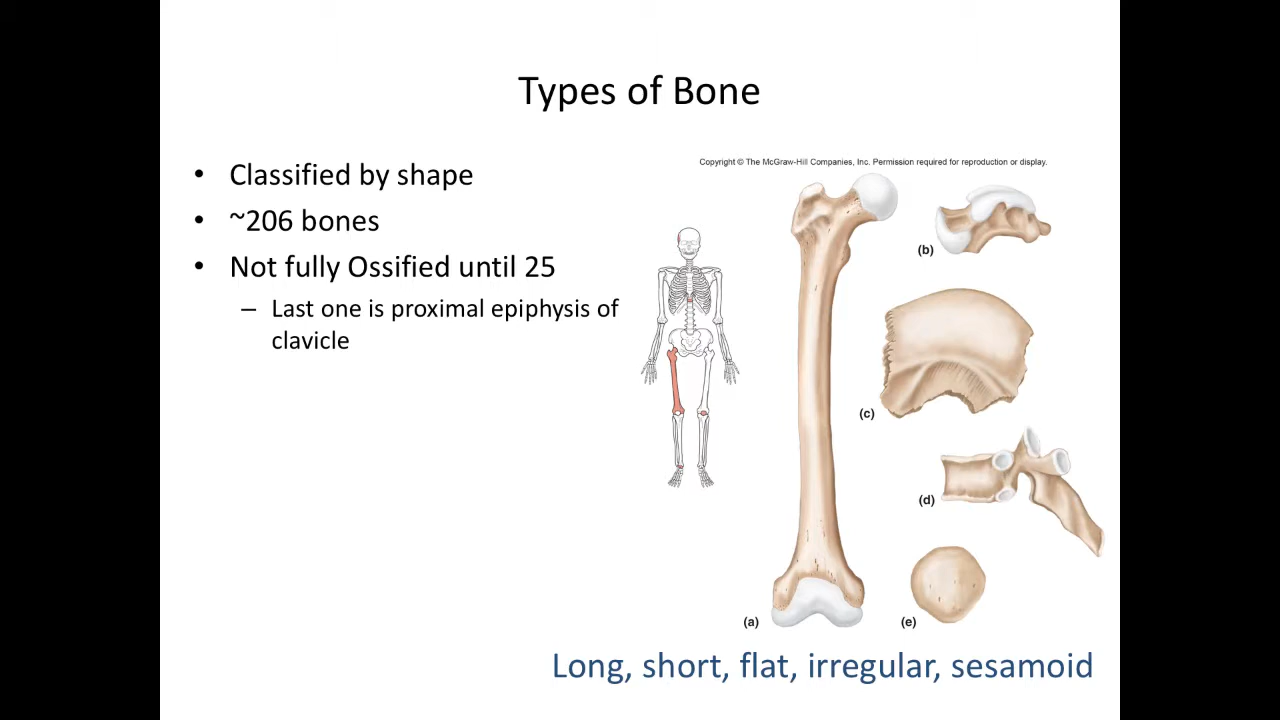 Types of Bone
• Classified by shape
• ~206 bones
• Not fully Ossified until 25
– Last one is proximal epiphysis of
clavicle
Copyright © The McGraw-Hill Companies, Inc. Permission required for reproduction or display.
(b)
(c)
(d)
(a)
(e)
Long, short, flat, irregular, sesamoid